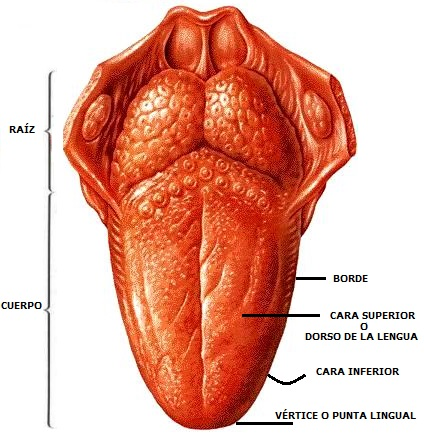 RAÍZ
CUERPO
BORDE
CARA SUPERIOR
O
DORSO DE LA LENGUA
CARA INFERIOR
VÉRTICE O PUNTA LINGUAL